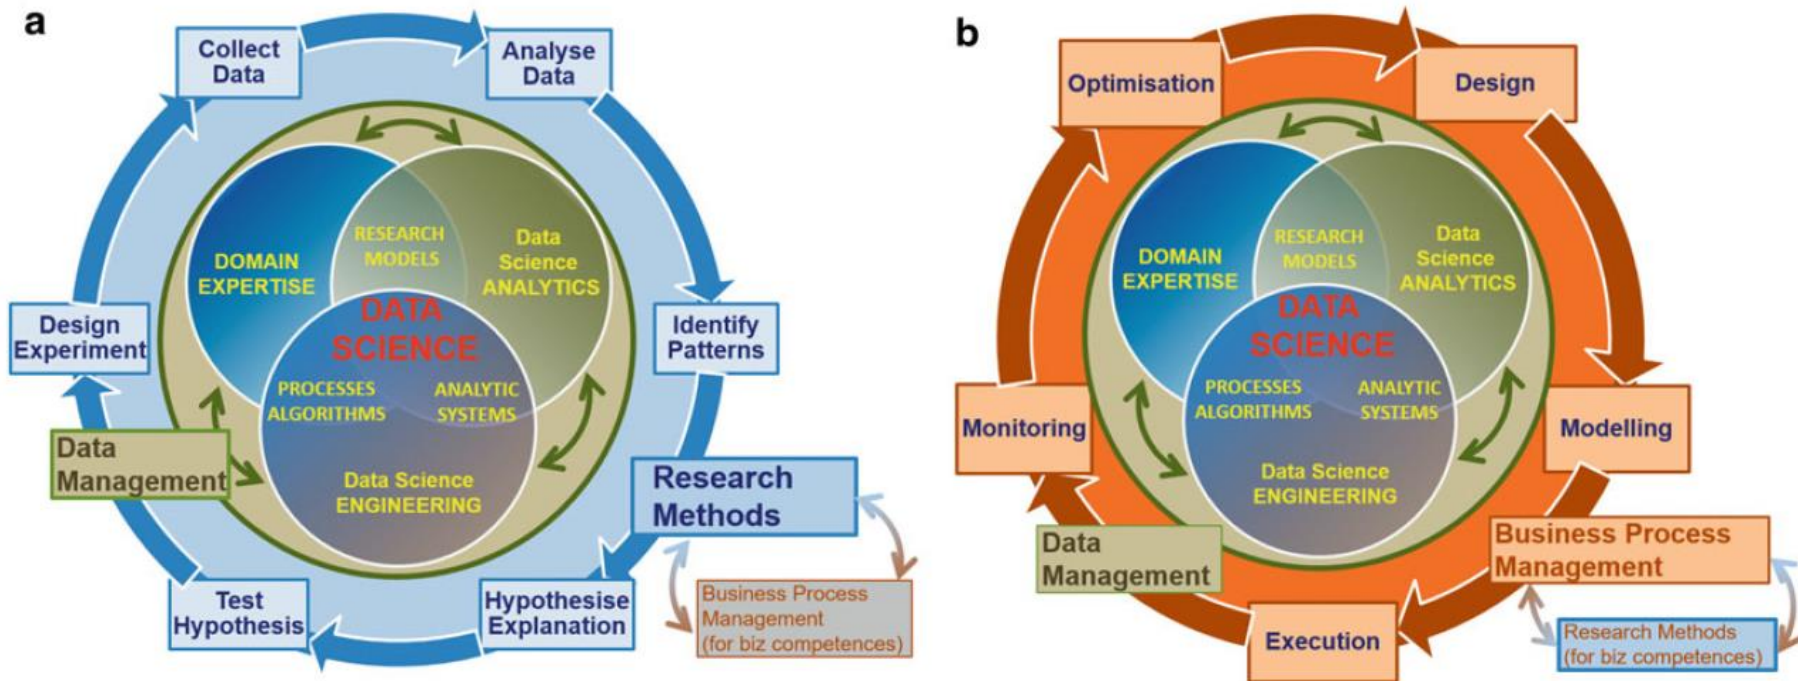 a
Collect
Data
Analyse
Data
Identify
Patterns
Research
Methods
Business Process
Management
(for biz competences)
Hypothesise
Explanation
Test
Hypothesis
Data
Management
Design
Experiment
DOMAIN
EXPERTISE
RESEARCH
MODELS
Data
Science
ANALYTICS
DATA
SCIENCE
PROCESSES
ALGORITHMS
ANALYTIC
SYSTEMS
Data Science
ENGINEERING
b
Optimisation
Design
Modelling
Business Process
Management
Research Methods
(for biz competences)
Execution
Data
Management
Monitoring
DOMAIN
EXPERTISE
RESEARCH
MODELS
Data
Science
ANALYTICS
DATA
SCIENCE
PROCESSES
ALGORITHMS
ANALYTIC
SYSTEMS
Data Science
ENGINEERING